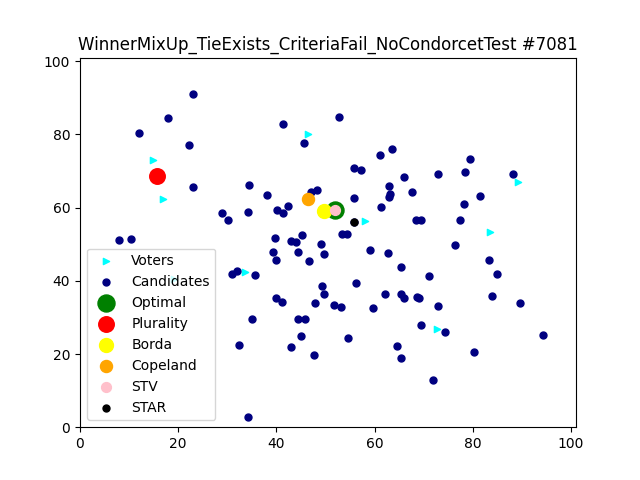 WinnerMixUp_TieExists_CriteriaFail_NoCondorcetTest #7081
100
80
60
40
20
0
0 20 40 60 80 100
Voters
Candidates
Optimal
Plurality
Borda
Copeland
STV
STAR